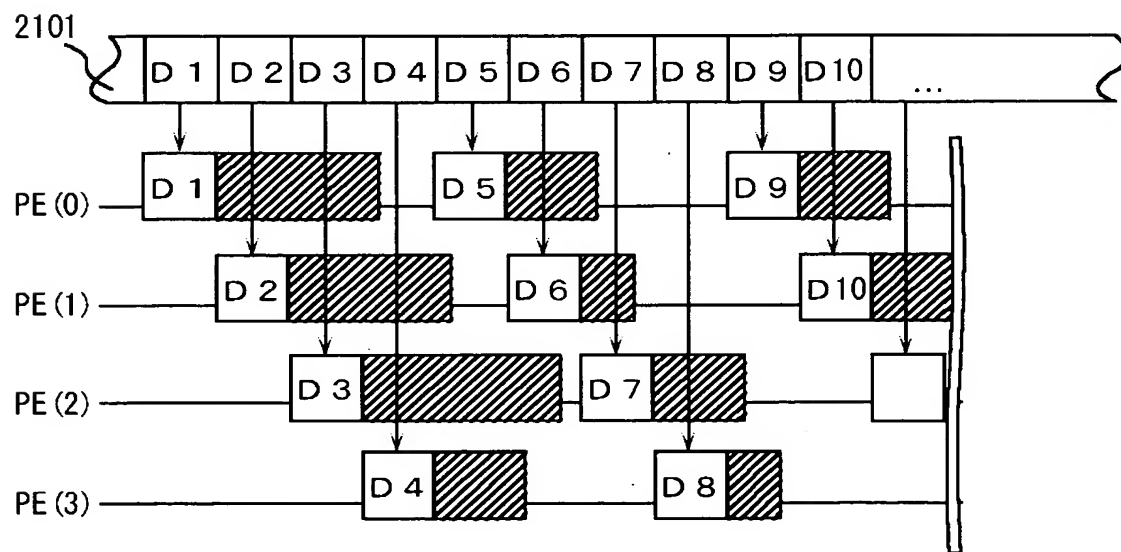 2101
D 1 D 2 D 3 D 4 D 5 D 6 D 7 D 8 D 9 D10 ...
PE(0) D 1 D 5 D 9
PE(1) D 2 D 6 D10
PE(2) D 3 D 7
PE(3) D 4 D 8